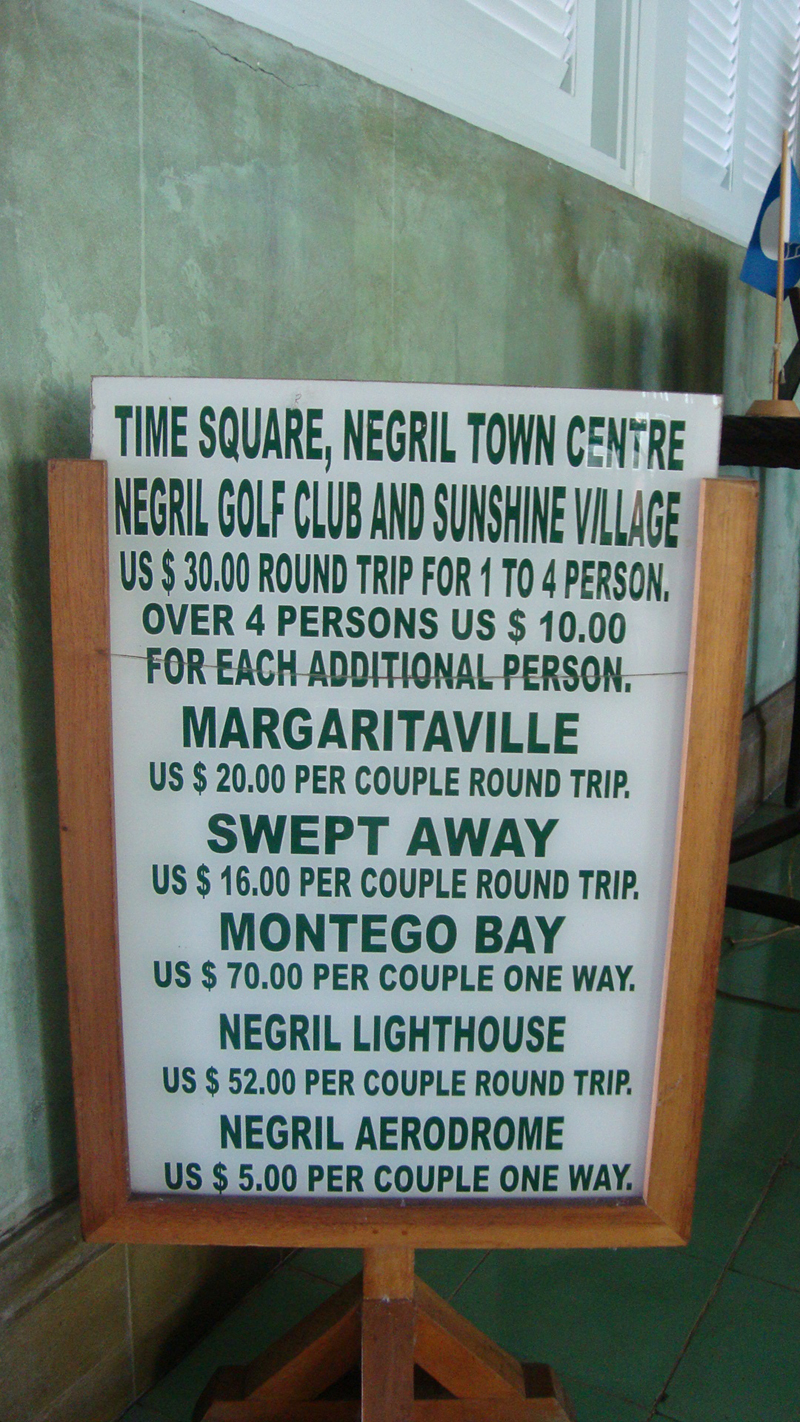 TIME SQUARE, NEGRIL TOWN CENTRE
NEGRIL GOLF CLUB AND SUNSHINE VILLAGE
US $ 30.00 ROUND TRIP FOR 1 TO 4 PERSON.
OVER 4 PERSONS US $ 10.00
FOR EACH ADDITIONAL PERSON.
MARGARITAVILLE
US $ 20.00 PER COUPLE ROUND TRIP.
SWEPT AWAY
US $ 16.00 PER COUPLE ROUND TRIP.
MONTEGO BAY
US $ 70.00 PER COUPLE ONE WAY.
NEGRIL LIGHTHOUSE
US $ 52.00 PER COUPLE ROUND TRIP.
NEGRIL AERODROME
US $ 5.00 PER COUPLE ONE WAY.